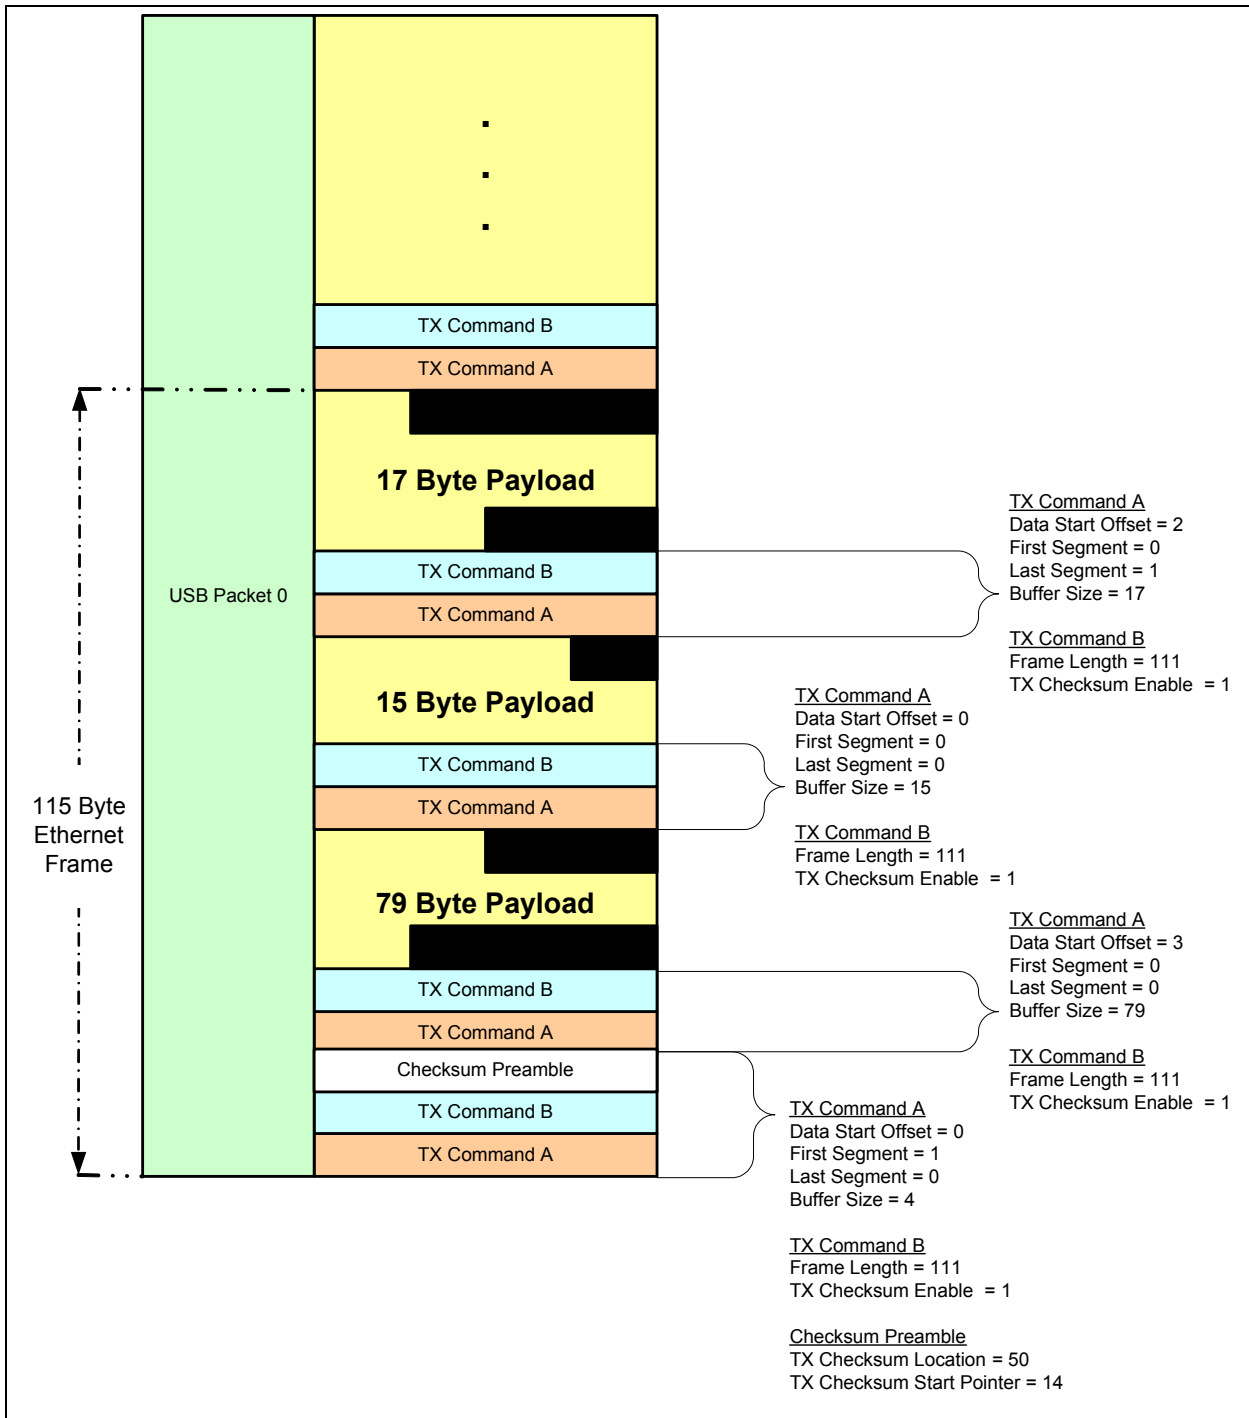 TX Command B
TX Command A
17 Byte Payload
TX Command B
TX Command A
USB Packet 0
15 Byte Payload
TX Command B
TX Command A
115 Byte
Ethernet
Frame
79 Byte Payload
TX Command B
TX Command A
Checksum Preamble
TX Command B
TX Command A
TX Command A
Data Start Offset = 2
First Segment = 0
Last Segment = 1
Buffer Size = 17
TX Command B
Frame Length = 111
TX Checksum Enable = 1
TX Command A
Data Start Offset = 0
First Segment = 0
Last Segment = 0
Buffer Size = 15
TX Command B
Frame Length = 111
TX Checksum Enable = 1
TX Command A
Data Start Offset = 3
First Segment = 0
Last Segment = 0
Buffer Size = 79
TX Command B
Frame Length = 111
TX Checksum Enable = 1
TX Command A
Data Start Offset = 0
First Segment = 1
Last Segment = 0
Buffer Size = 4
TX Command B
Frame Length = 111
TX Checksum Enable = 1
Checksum Preamble
TX Checksum Location = 50
TX Checksum Start Pointer = 14